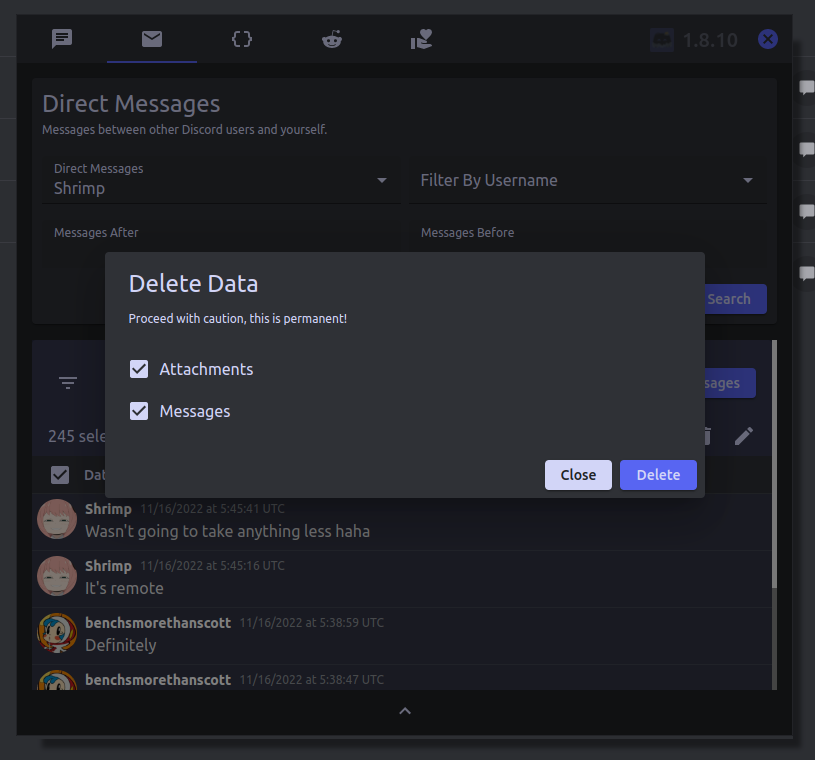 1.8.10
Direct Messages
Messages between other Discord users and yourself.
Direct Messages
Shrimp
Filter By Username
Messages After
Messages Before
Search
Delete Data
Proceed with caution, this is permanent!
Attachments
Messages
Close
Delete
245
Shrimp 11/16/2022 at 5:45:41 UTC
Wasn't going to take anything less haha
Shrimp 11/16/2022 at 5:45:16 UTC
It's remote
benchsmorethanscott 11/16/2022 at 5:38:59 UTC
Definitely
benchsmorethanscott 11/16/2022 at 5:38:47 UTC